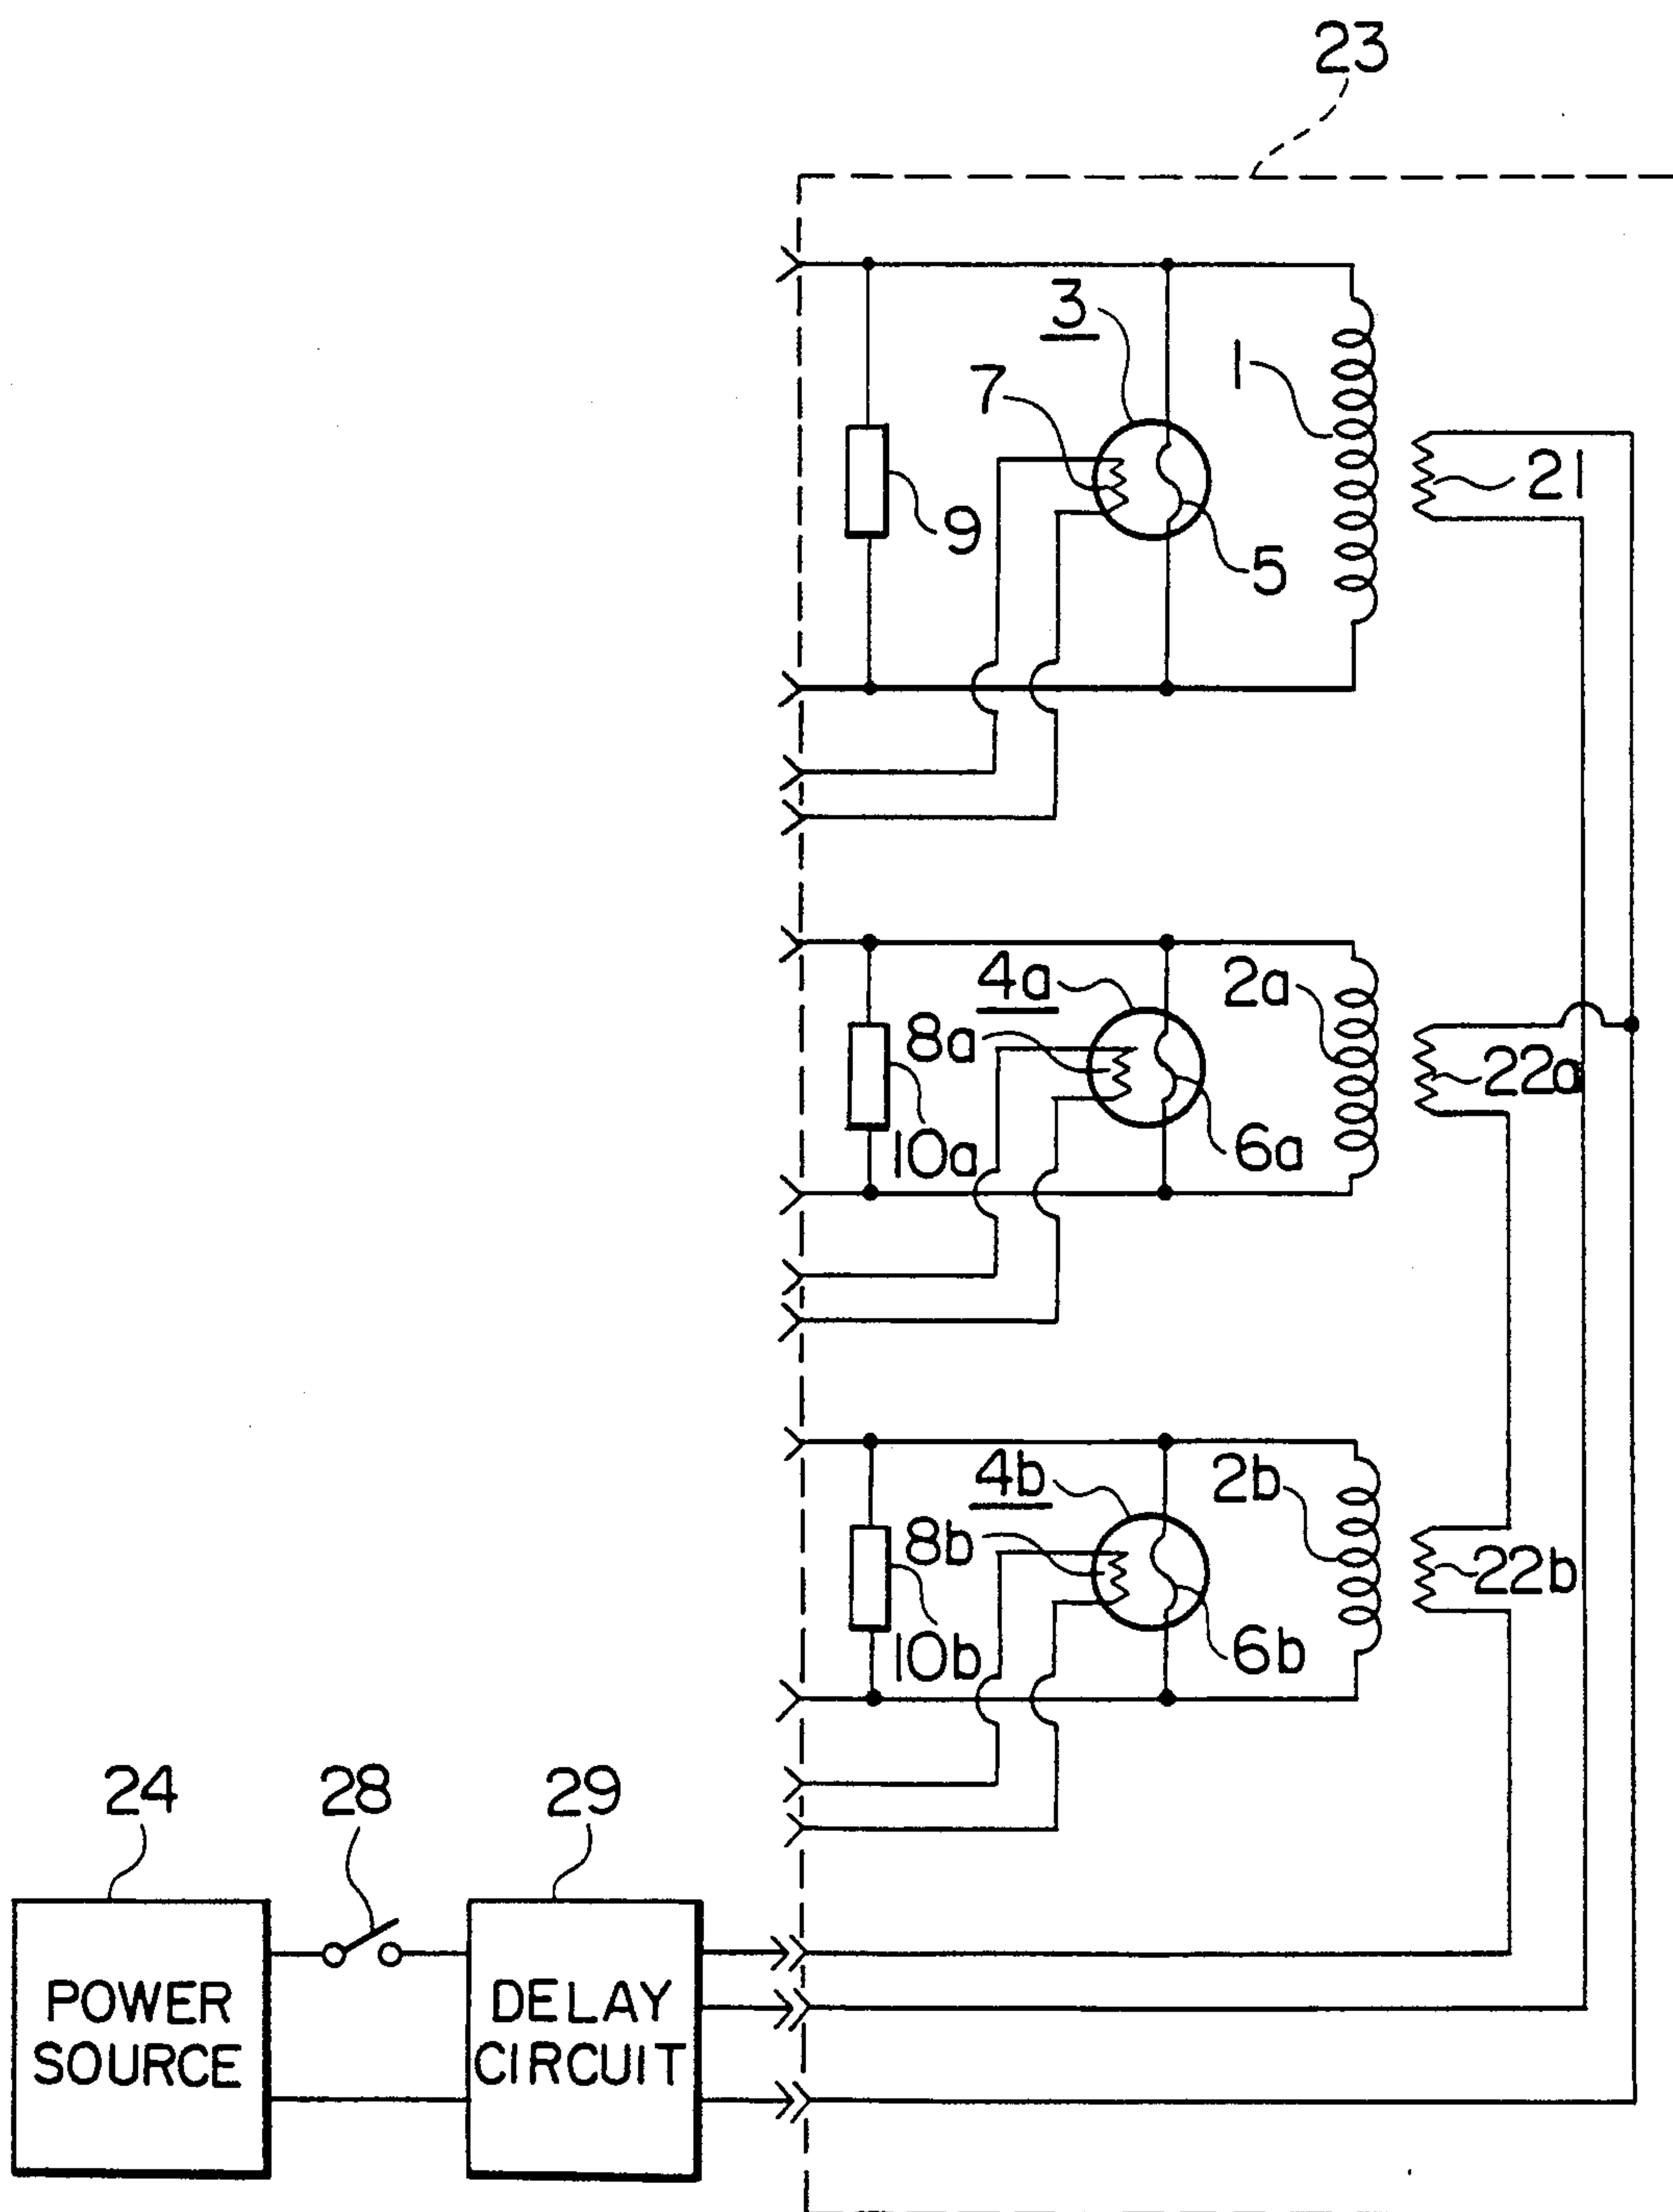 23
3
1
7
21
9
5
4a
2a
8a
22a
10a
6a
4b
2b
8b
22b
10b
6b
24
28
29
POWER
SOURCE
DELAY
CIRCUIT